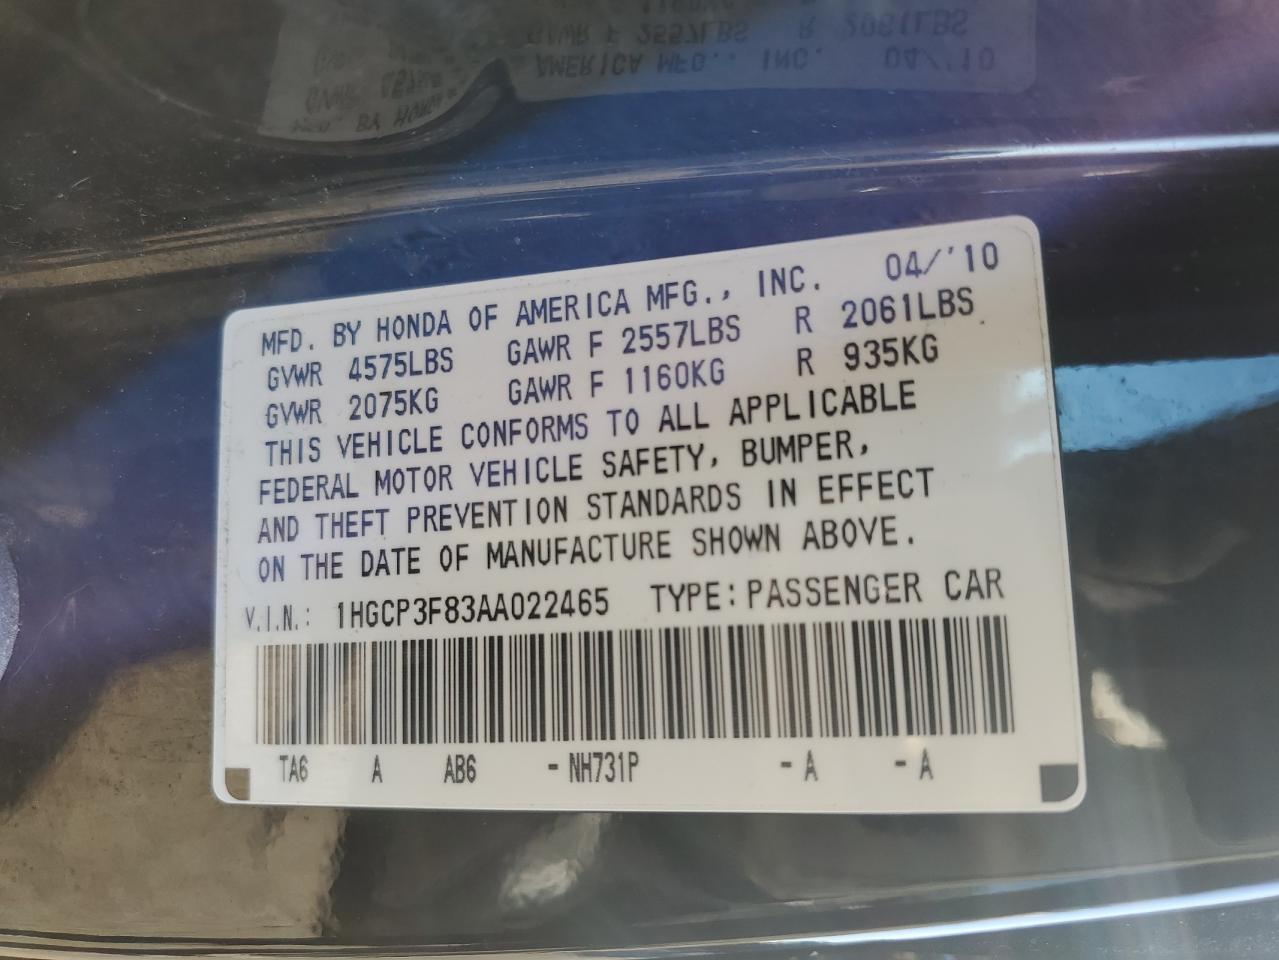 MFD. BY HONDA OF AMERICA MFG., INC. 04/'10
GVWR 4575LBS GAWR F 2557LBS R 2061LBS
GVWR 2075KG GAWR F 1160KG R 935KG
THIS VEHICLE CONFORMS TO ALL APPLICABLE
FEDERAL MOTOR VEHICLE SAFETY, BUMPER,
AND THEFT PREVENTION STANDARDS IN EFFECT
ON THE DATE OF MANUFACTURE SHOWN ABOVE.
V.I.N.: 1HGCP3F83AA022465 TYPE: PASSENGER CAR
TA6 A AB6 - NH731P - A - A